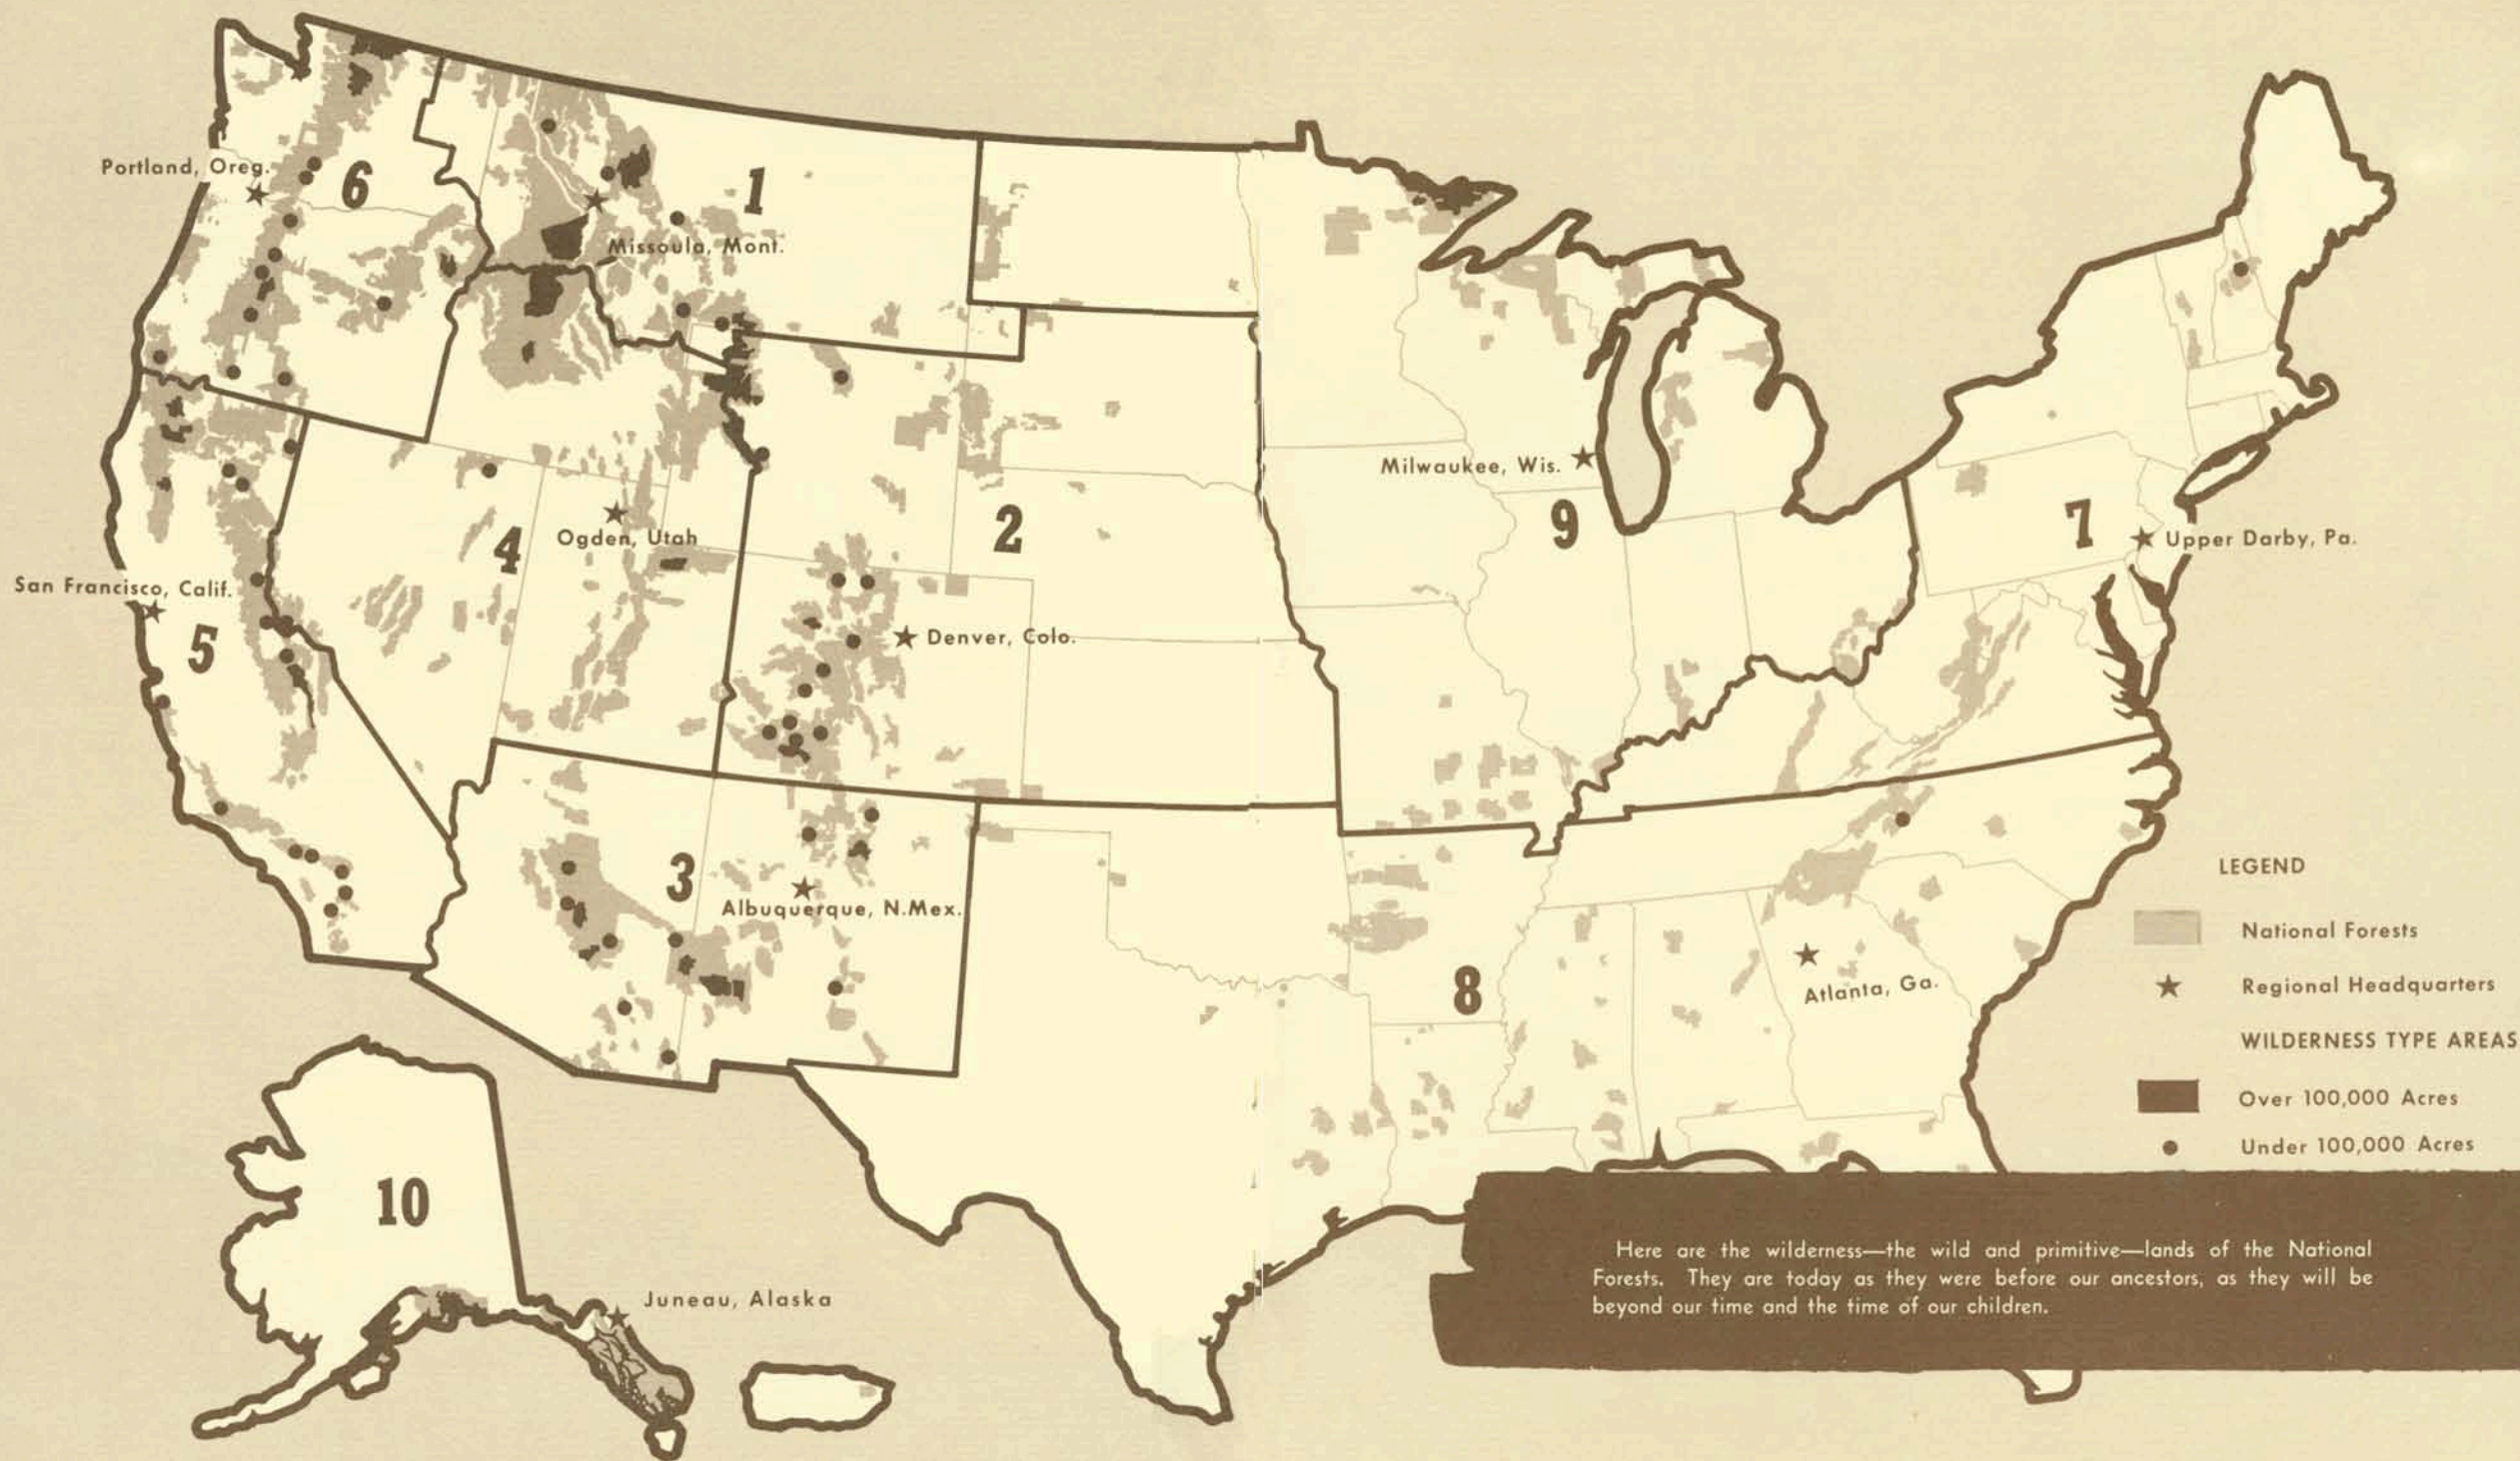 Portland, Oreg.
6
1
Missoula, Mont.
Milwaukee, Wis.
9
7
Upper Darby, Pa.
4
Ogden, Utah
2
San Francisco, Calif.
5
Denver, Colo.
3
Albuquerque, N.Mex.
8
Atlanta, Ga.
LEGEND
National Forests
Regional Headquarters
WILDERNESS TYPE AREAS
Over 100,000 Acres
Under 100,000 Acres
10
Juneau, Alaska
Here are the wilderness—the wild and primitive—lands of the National
Forests. They are today as they were before our ancestors, as they will be
beyond our time and the time of our children.